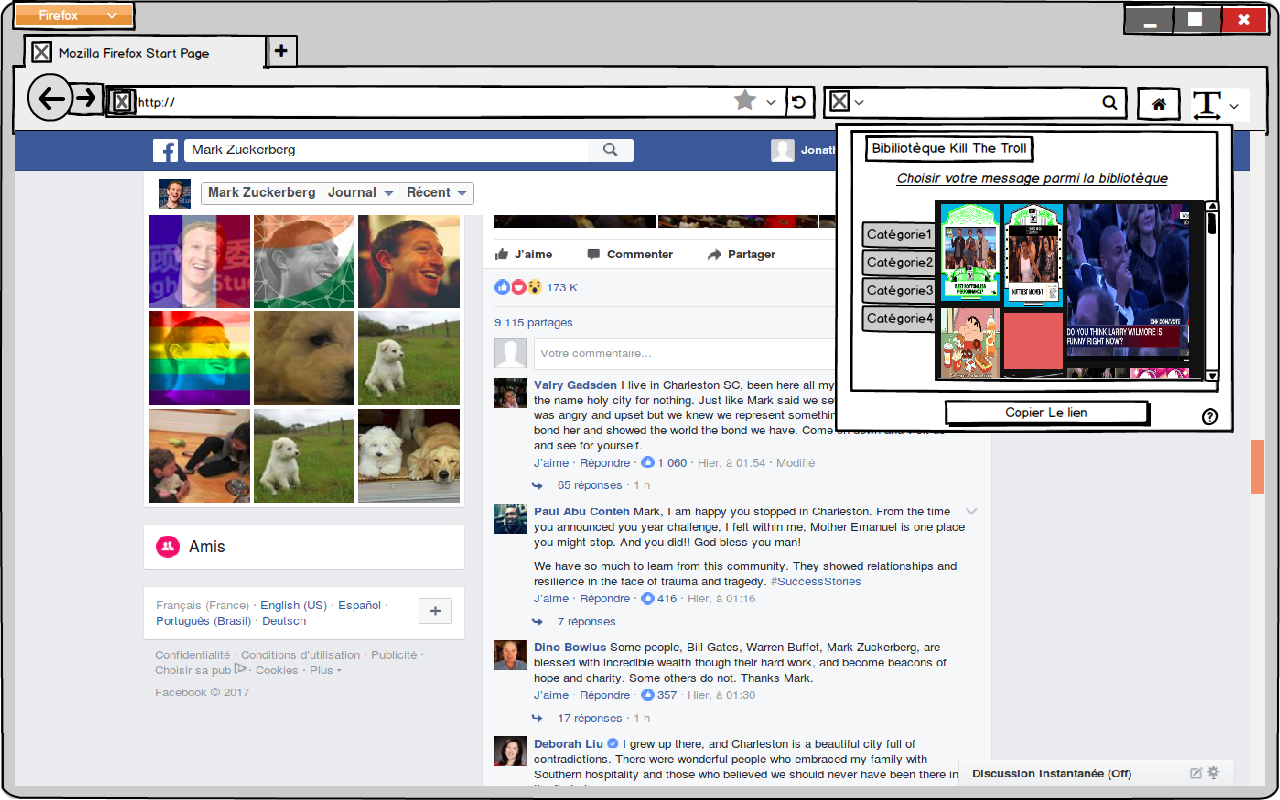 Firefox
Mozilla Firefox Start Page
http://
Mark Zuckerberg
Jonat
Mark Zuckerberg Journal Récent
J'aime Commenter Partager
173 K
9 115 partages
Votre commentaire...
Valry Gadsden I live in Charleston SC, been here all my
the name holy city for nothing. Just like Mark said we
was angry and upset but we knew we represent
bond her and showed the world the bond we have. Come
and see for yourself.
J'aime · Répondre · 1 060 · Hier, à 01:54 · Modifié
65 réponses · 1 h
Paul Abu Conteh Mark, I am happy you stopped in Charleston. From the time
you announced you year challenge, I felt within me, Mother Emanuel is one place
you might stop. And you did!! God bless you man!
We have so much to learn from this community. They showed relationships and
resilience in the face of trauma and tragedy. #SuccessStories
J'aime · Répondre · 416 · Hier, à 01:16
7 réponses
Dino Bowlus Some people, Bill Gates, Warren Buffet, Mark Zuckerberg, are
blessed with incredible wealth though their hard work, and become beacons of
hope and charity. Some others do not. Thanks Mark.
J'aime · Répondre · 357 · Hier, à 01:30
17 réponses · 1 h
Deborah Liu I grew up there, and Charleston is a beautiful city full of
contradictions. There were wonderful people who embraced my family with
Southern hospitality and those who believed we should never have been there in
Amis
Français (France) · English (US) · Español ·
Português (Brasil) · Deutsch
Confidentialité · Conditions d'utilisation · Publicité ·
Choisir sa pub · Cookies · Plus
Facebook © 2017
Bibiliotèque Kill The Troll
Choisir votre message parmi la bibliotèque
Catégorie1
Catégorie2
Catégorie3
Catégorie4
BEST BOTTOMLESS
PERFORMANCE?
HOTTEST MOMENT
CNN.COM/VOTE
DO YOU THINK LARRY WILMORE IS
FUNNY RIGHT NOW?
Copier Le lien
Discussion instantanée (Off)